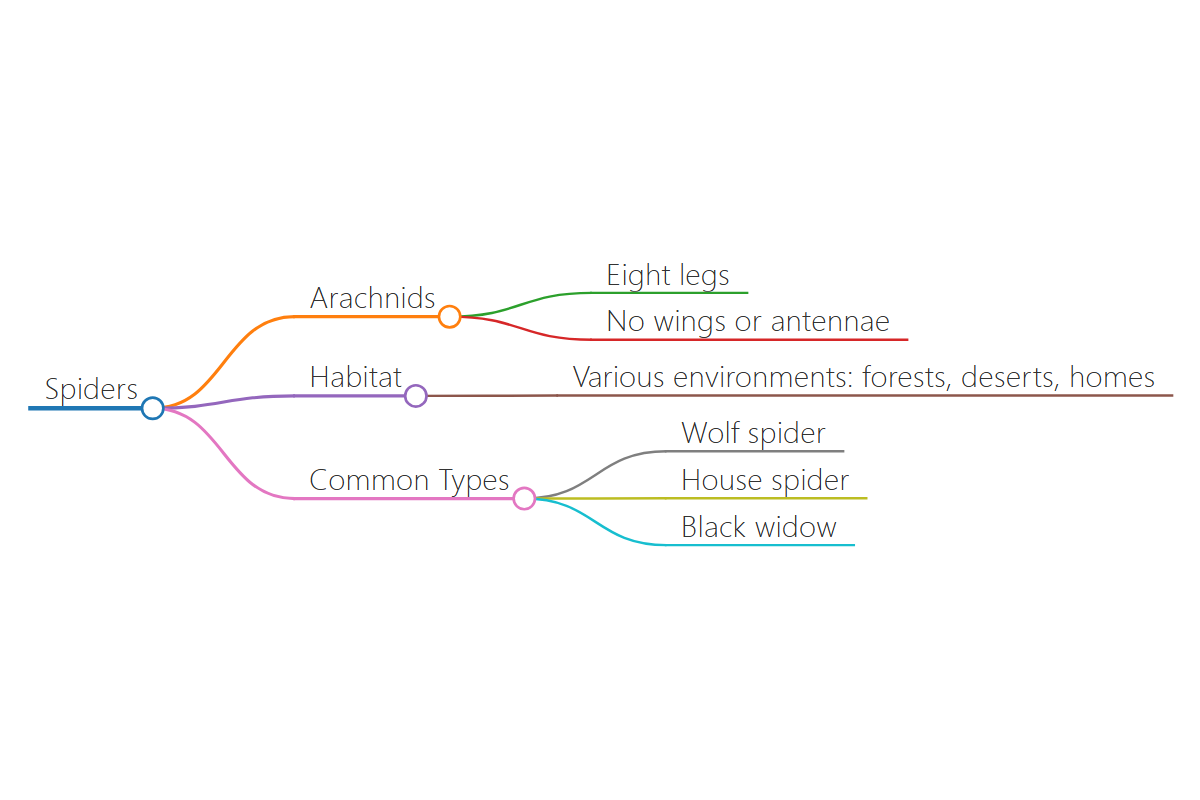 Spiders
Arachnids
Eight legs
No wings or antennae
Habitat
Various environments: forests, deserts, homes
Common Types
Wolf spider
House spider
Black widow